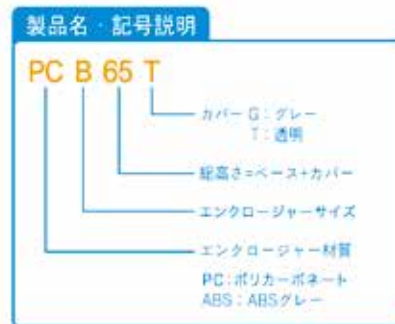 製品名・記号説明
PC B 65 T
カバー G：グレー
T：透明
総高さ=ベース+カバー
エンクロージャーサイズ
エンクロージャー材質
PC：ポリカーボネート
ABS：ABSグレー